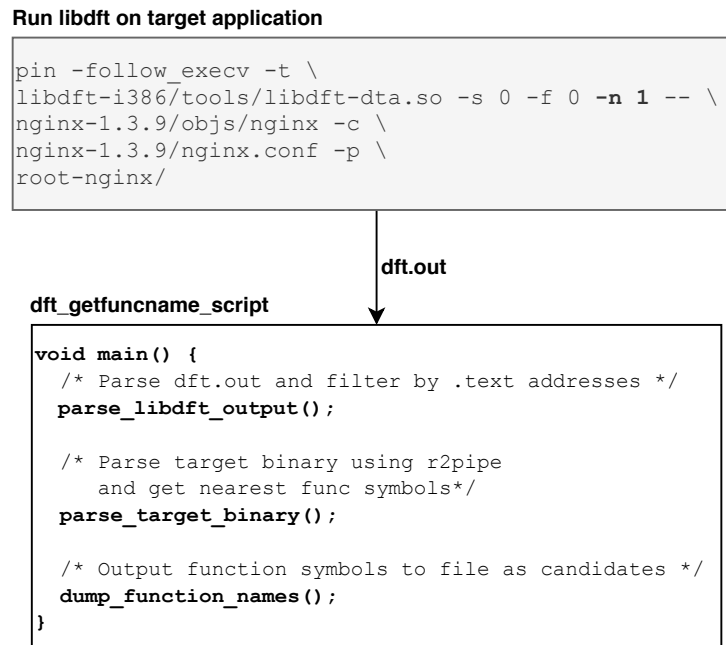 Run libdft on target application
pin -follow_execv -t \
libdft-i386/tools/libdft-dta.so -s 0 -f 0 -n 1 -- \
nginx-1.3.9/objs/nginx -c \
nginx-1.3.9/nginx.conf -p \
root-nginx/
dft.out
dft_getfuncname_script
void main() {
/* Parse dft.out and filter by .text addresses */
parse_libdft_output();
/* Parse target binary using r2pipe
and get nearest func symbols*/
parse_target_binary();
/* Output function symbols to file as candidates */
dump_function_names();
}